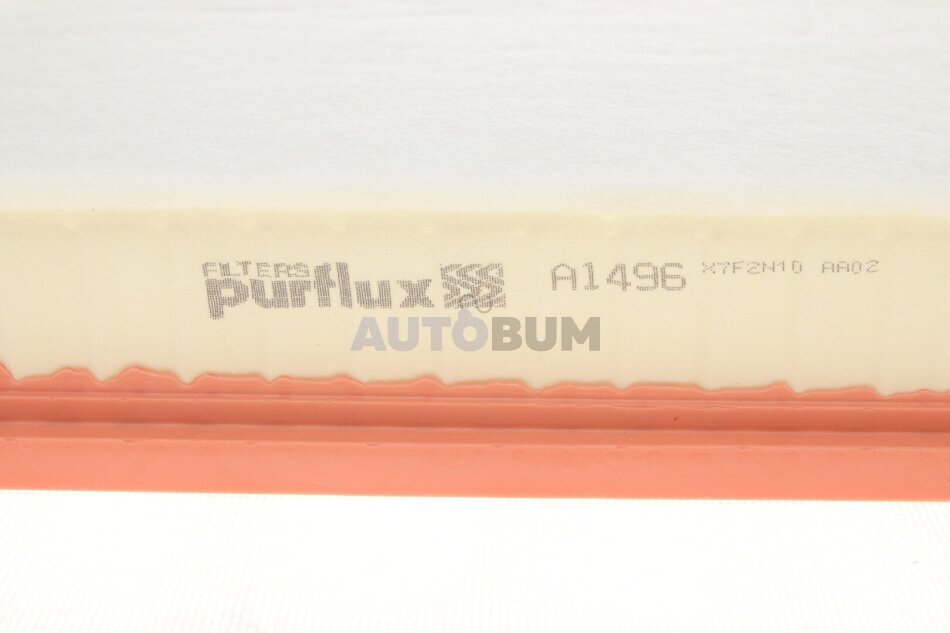 FILTERS
purflux A1496 X7F2N10 AA02
AUTOBUM